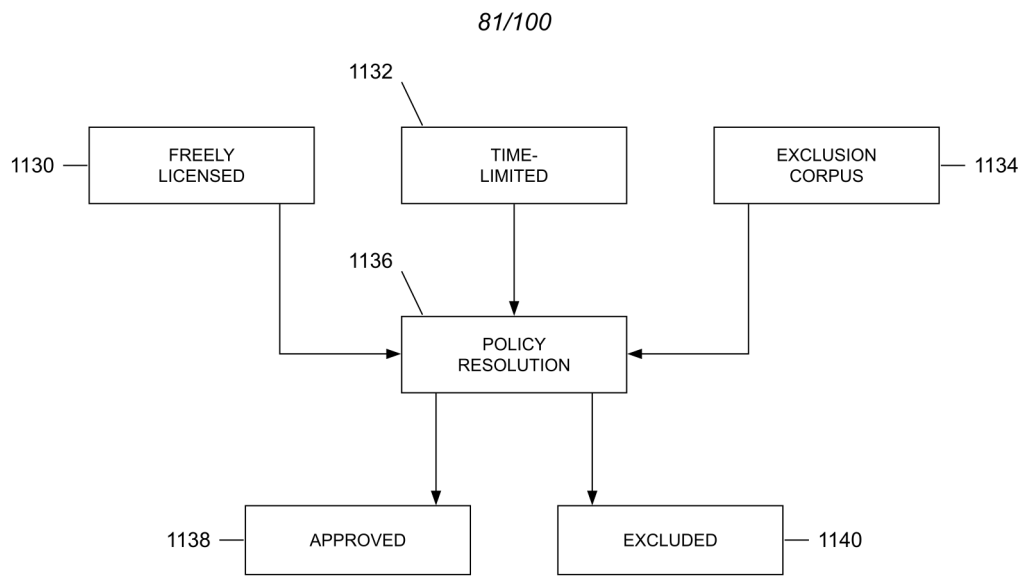 81/100
1132
1130
FREELY
LICENSED
TIME-
LIMITED
EXCLUSION
CORPUS
1134
1136
POLICY
RESOLUTION
1138
APPROVED
EXCLUDED
1140